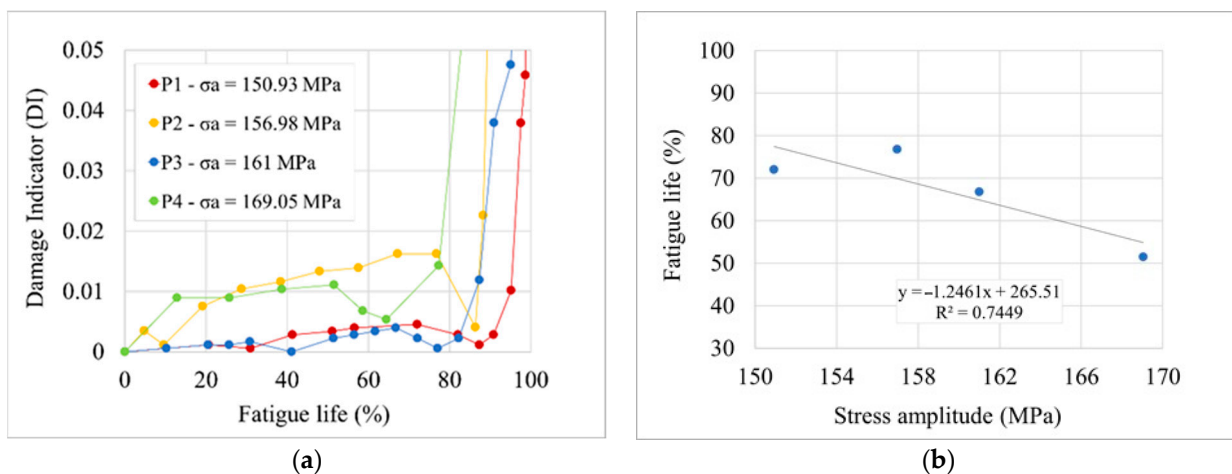 0.05
0.04
0.03
0.02
0.01
0
Damage Indicator (DI)
P1 - σa = 150.93 MPa
P2 - σa = 156.98 MPa
P3 - σa = 161 MPa
P4 - σa = 169.05 MPa
0 20 40 60 80 100
Fatigue life (%)
(a)
100
90
80
70
60
50
40
30
Fatigue life (%)
y = −1.2461x + 265.51
R² = 0.7449
150 154 158 162 166 170
Stress amplitude (MPa)
(b)